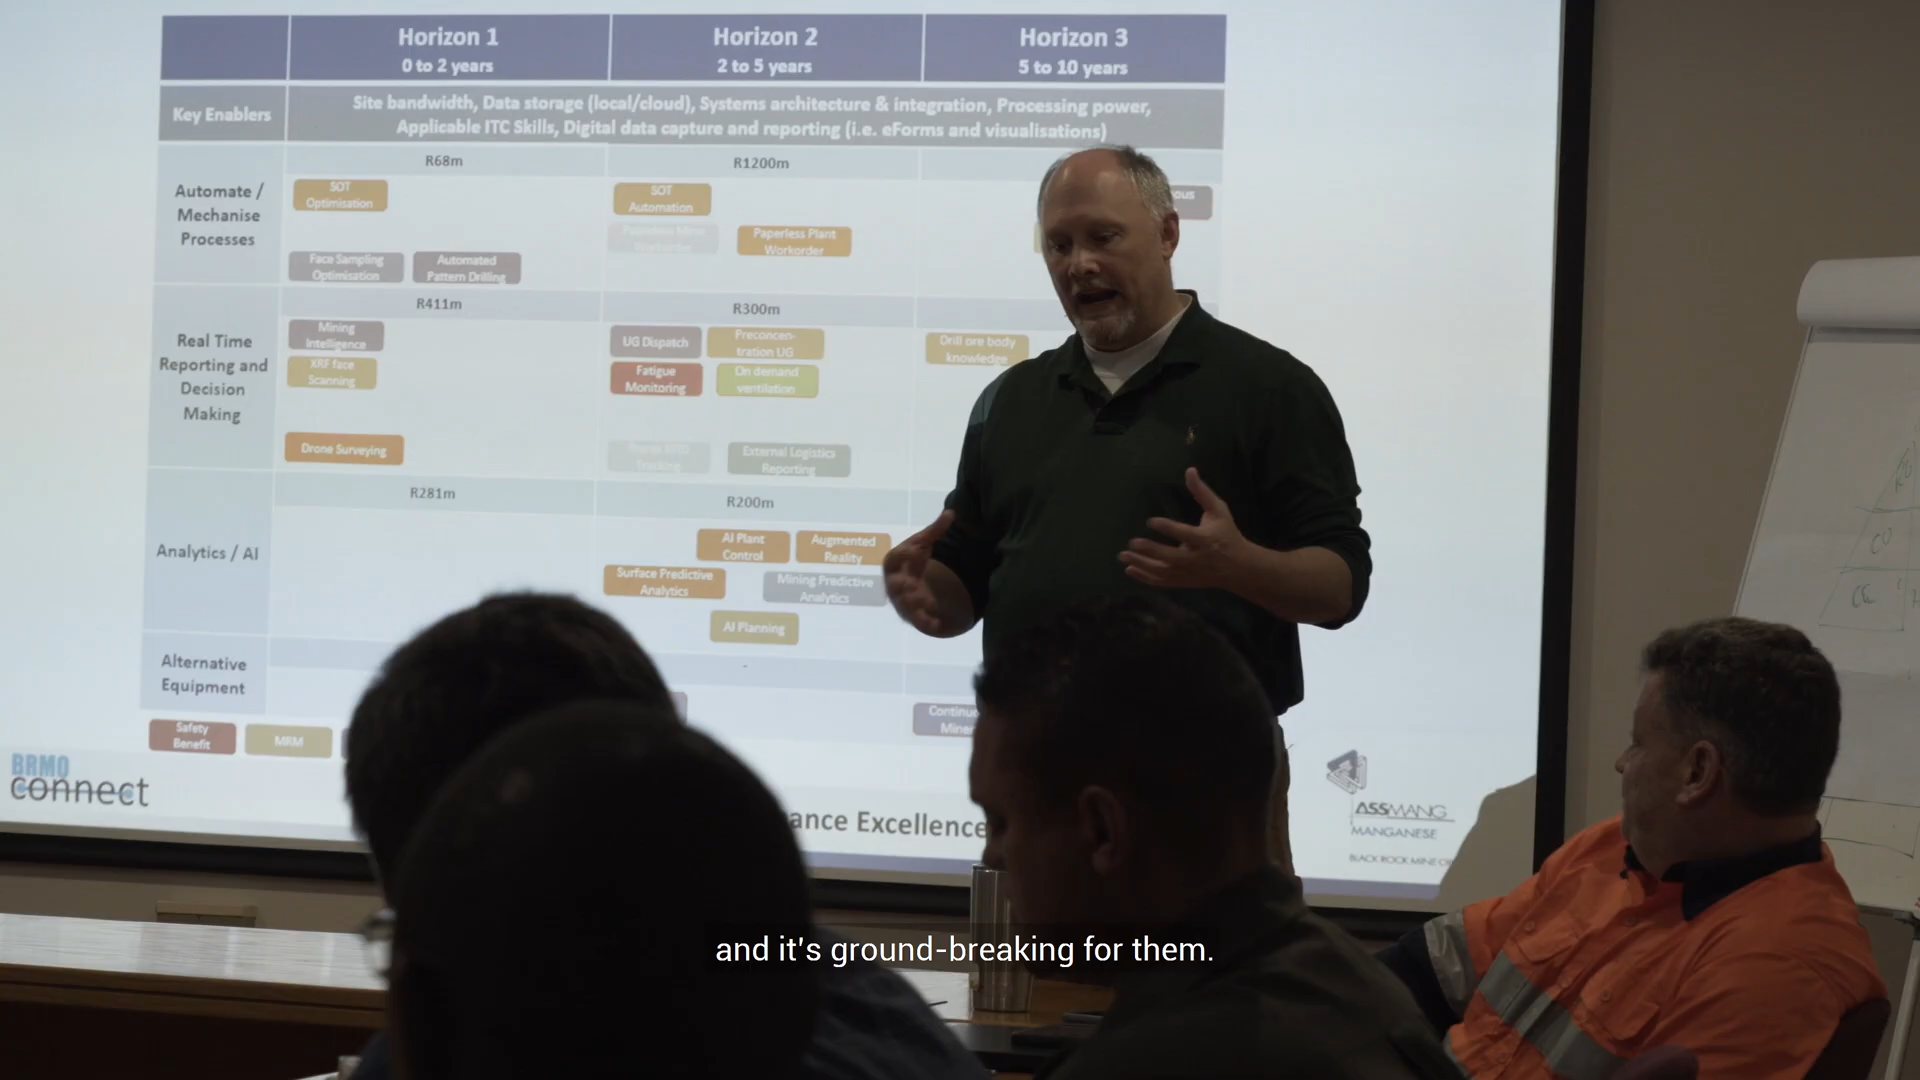 Horizon 1
0 to 2 years
Horizon 2
2 to 5 years
Horizon 3
5 to 10 years
Key Enablers
Site bandwidth, Data storage (local/cloud), Systems architecture & integration, Processing power,
Applicable ITC Skills, Digital data capture and reporting (i.e. eForms and visualisations)
Automate /
Mechanise
Processes
R68m
R1200m
SOT
Optimisation
SOT
Automation
Paperless Plant
Workorder
Face Sampling
Optimisation
Automated
Pattern Drilling
Real Time
Reporting and
Decision
Making
R411m
R300m
Mining
Intelligence
UG Dispatch
Preconcen-
tration UG
Drill ore body
knowledge
XRF face
Scanning
Fatigue
Monitoring
On demand
ventilation
Drone Surveying
Tracking
External Logistics
Reporting
Analytics / AI
R281m
R200m
AI Plant
Control
Augmented
Reality
Surface Predictive
Analytics
Mining Predictive
Analytics
AI Planning
Alternative
Equipment
Safety
Benefit
MRM
BRMO
connect
ance Excellence
ASSMANG
MANGANESE
BLACK ROCK MINE
and it's ground-breaking for them.